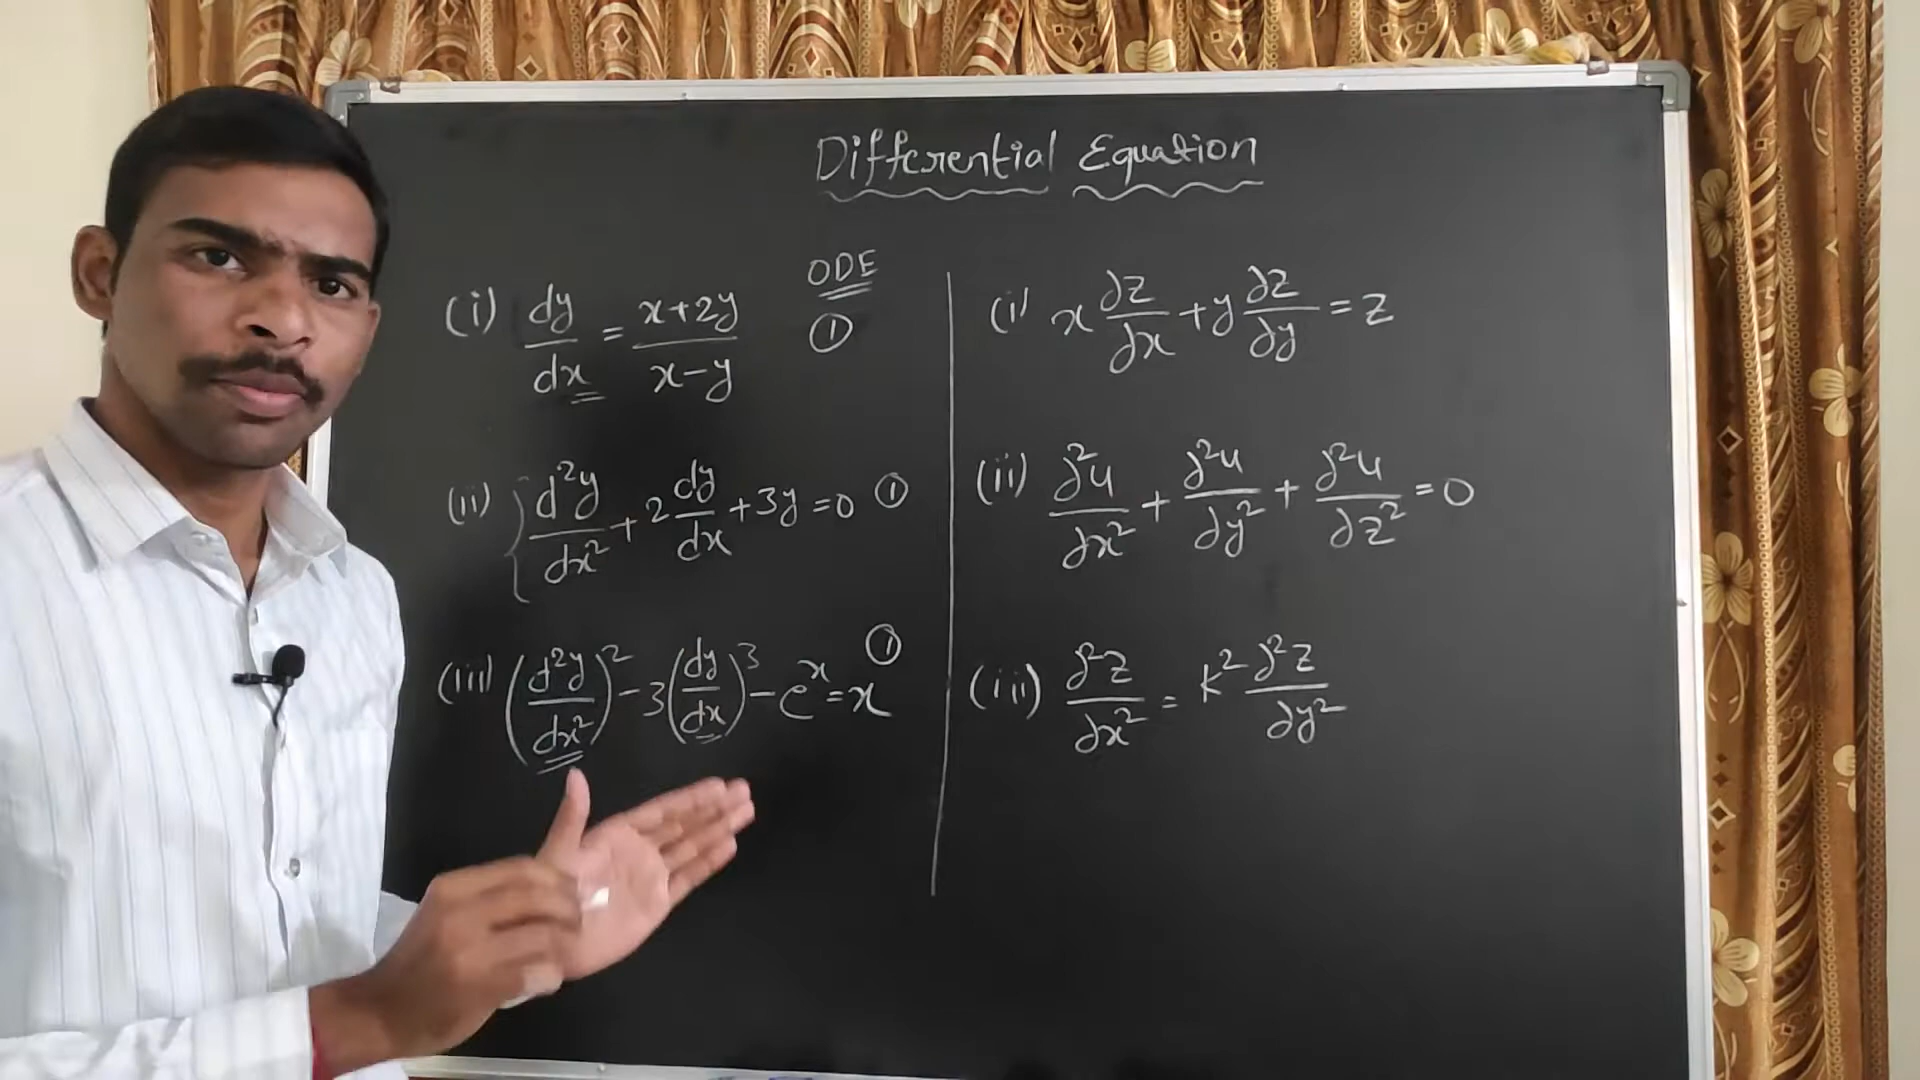 Differential Equation
ODE
(i) dy/dx = x+2y/x-y ①
(ii) d²y/dx² + 2 dy/dx + 3y = 0 ①
(iii) (d²y/dx²)² - 3(dy/dx)³ - eˣ = x ①
(i) x ∂z/∂x + y ∂z/∂y = z
(ii) ∂²u/∂x² + ∂²u/∂y² + ∂²u/∂z² = 0
(iii) ∂²z/∂x² = K² ∂²z/∂y²